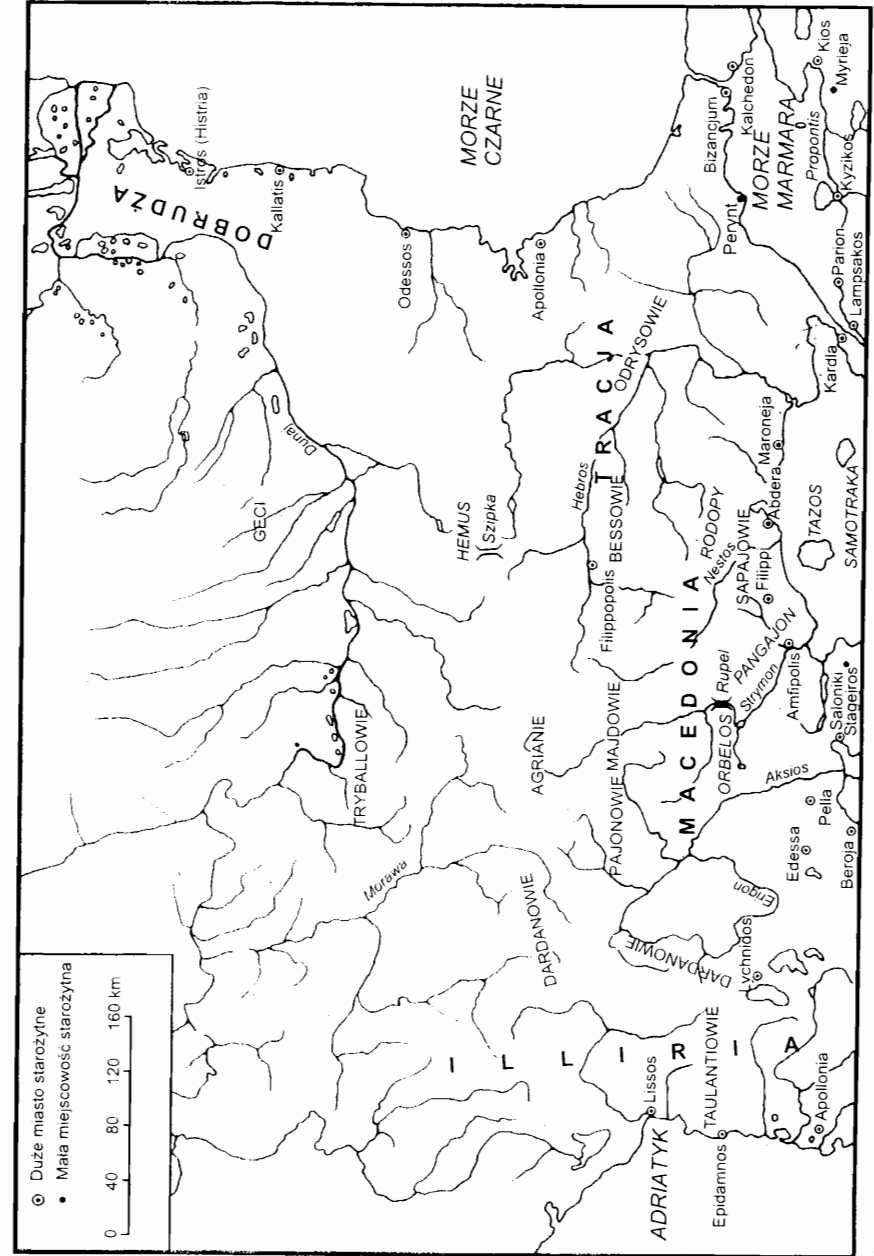 Duże miasto starożytne
Mała miejscowość starożytna
0 40 80 120 160 km
DOBRUDŻA
Istros (Histria)
Kallatis
MORZE
CZARNE
Odessos
Apollonia
Bizancjum
Kalchedon
MORZE
MARMARA
Propontis
Kios
Myrieja
Kyzikos
Perynt
Parion
Lampsakos
Kardla
TRACJA
ODRYSOWIE
Dunaj
GECI
HEMUS
Szipka
Hebros
Filippopolis
BESSOWIE
RODOPY
Nestos
SAPAJOWIE
Filippi
Abdera
Maroneja
TAZOS
SAMOTRAKA
MACEDONIA
PANGAJON
Rupel
Strymon
ORBELOS
Amfipolis
Saloniki
Stagejros
TRYBALLOWIE
AGRIANIE
PAJONOWIE
MAJDOWIE
Aksios
Pella
Edessa
Beroja
Erigon
Morawa
DARDANOWIE
DARDANOWIE
Lychnidos
ILLIRIA
Lissos
TAULANTIOWIE
ADRIATYK
Epidamnos
Apollonia